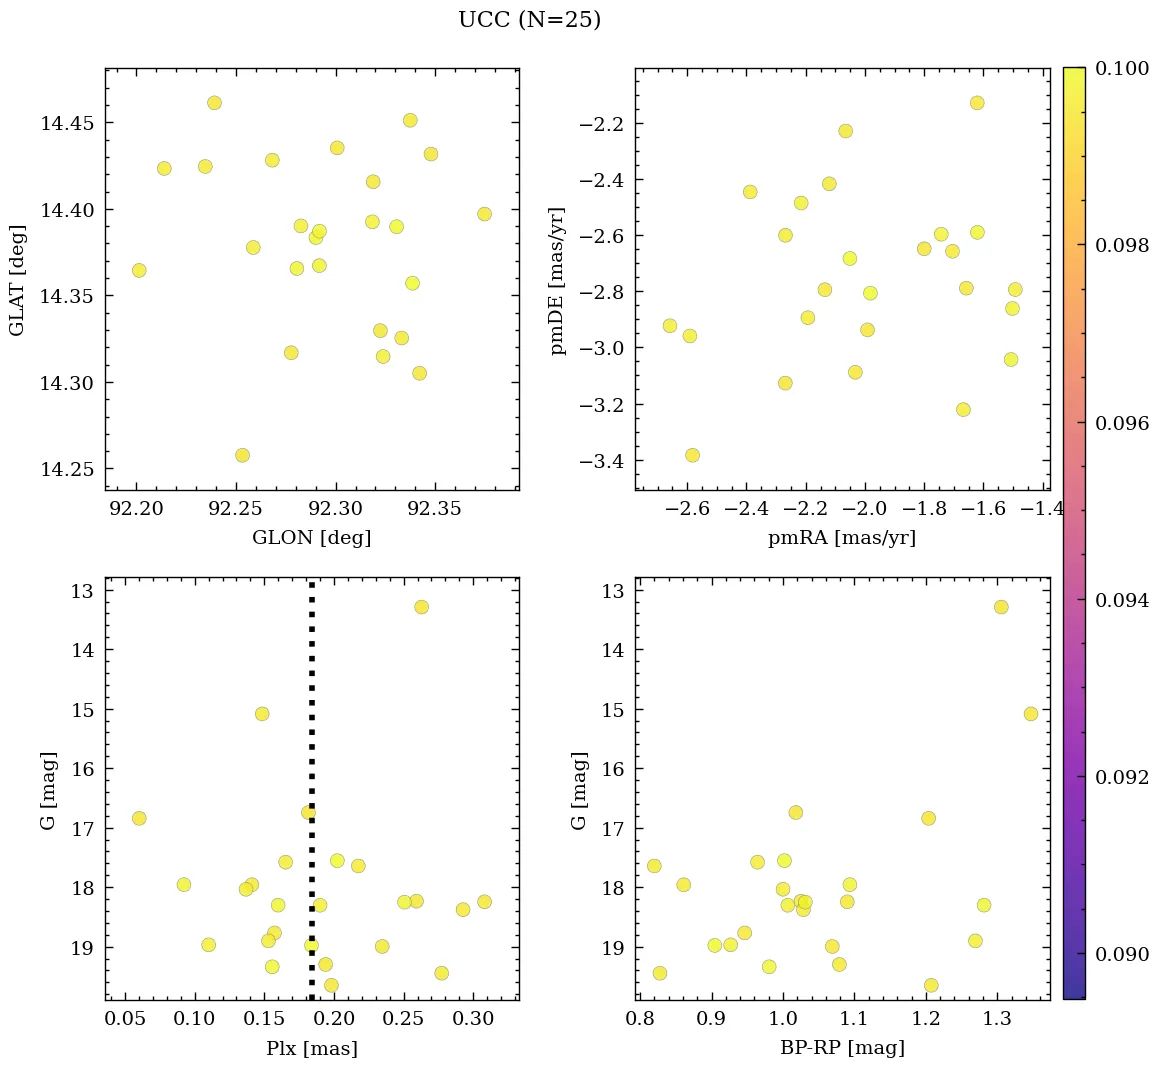 UCC (N=25)
14.45
14.40
14.35
14.30
14.25
GLAT [deg]
92.20 92.25 92.30 92.35
GLON [deg]
−2.2
−2.4
−2.6
−2.8
−3.0
−3.2
−3.4
pmDE [mas/yr]
−2.6 −2.4 −2.2 −2.0 −1.8 −1.6 −1.4
pmRA [mas/yr]
13
14
15
16
17
18
19
G [mag]
0.05 0.10 0.15 0.20 0.25 0.30
Plx [mas]
13
14
15
16
17
18
19
G [mag]
0.8 0.9 1.0 1.1 1.2 1.3
BP-RP [mag]
0.100
0.098
0.096
0.094
0.092
0.090